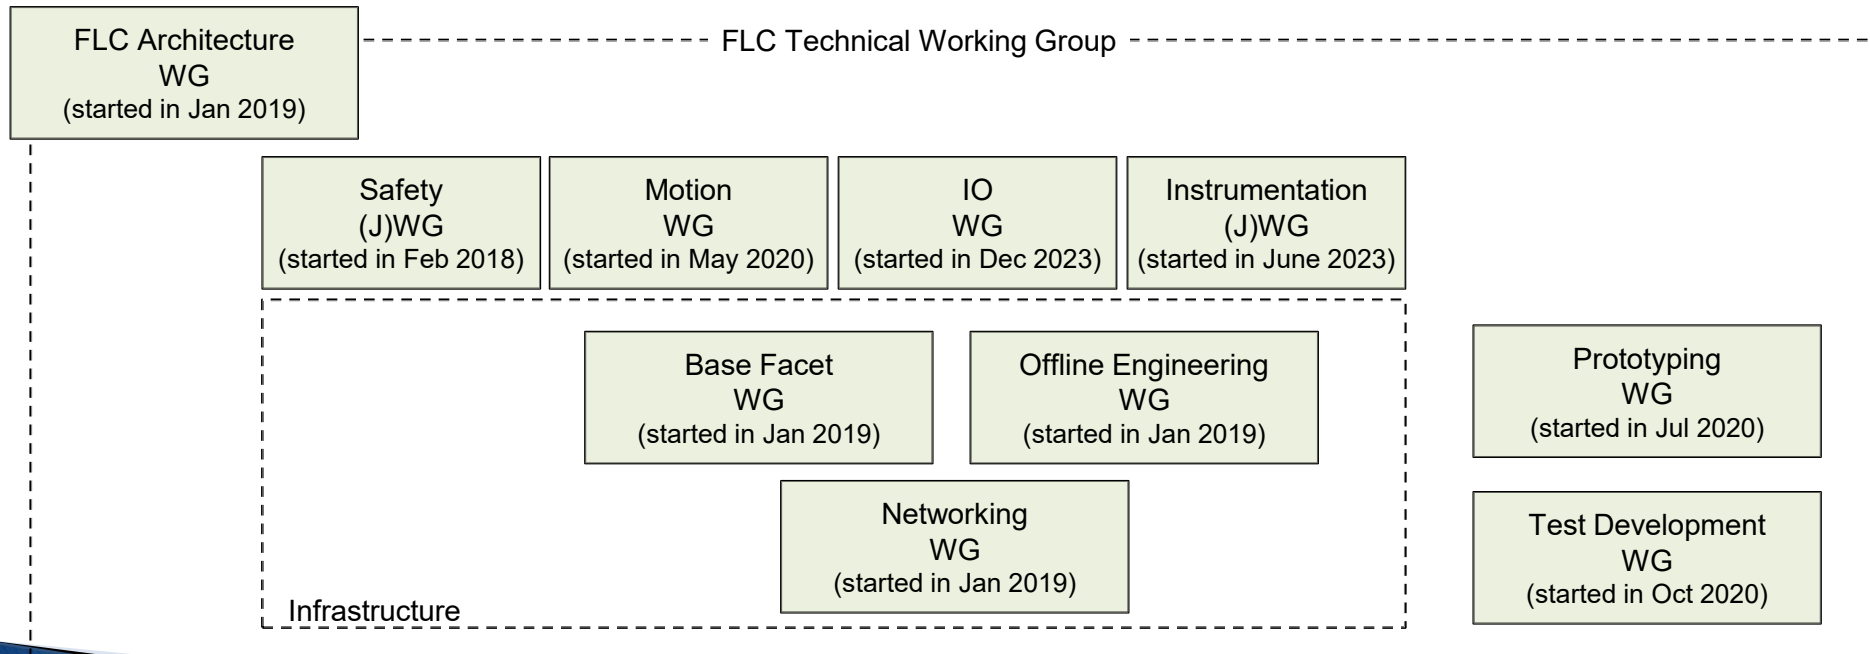 FLC Architecture
WG
(started in Jan 2019)
FLC Technical Working Group
Safety
(J)WG
(started in Feb 2018)
Motion
WG
(started in May 2020)
IO
WG
(started in Dec 2023)
Instrumentation
(J)WG
(started in June 2023)
Base Facet
WG
(started in Jan 2019)
Offline Engineering
WG
(started in Jan 2019)
Prototyping
WG
(started in Jul 2020)
Networking
WG
(started in Jan 2019)
Test Development
WG
(started in Oct 2020)
Infrastructure